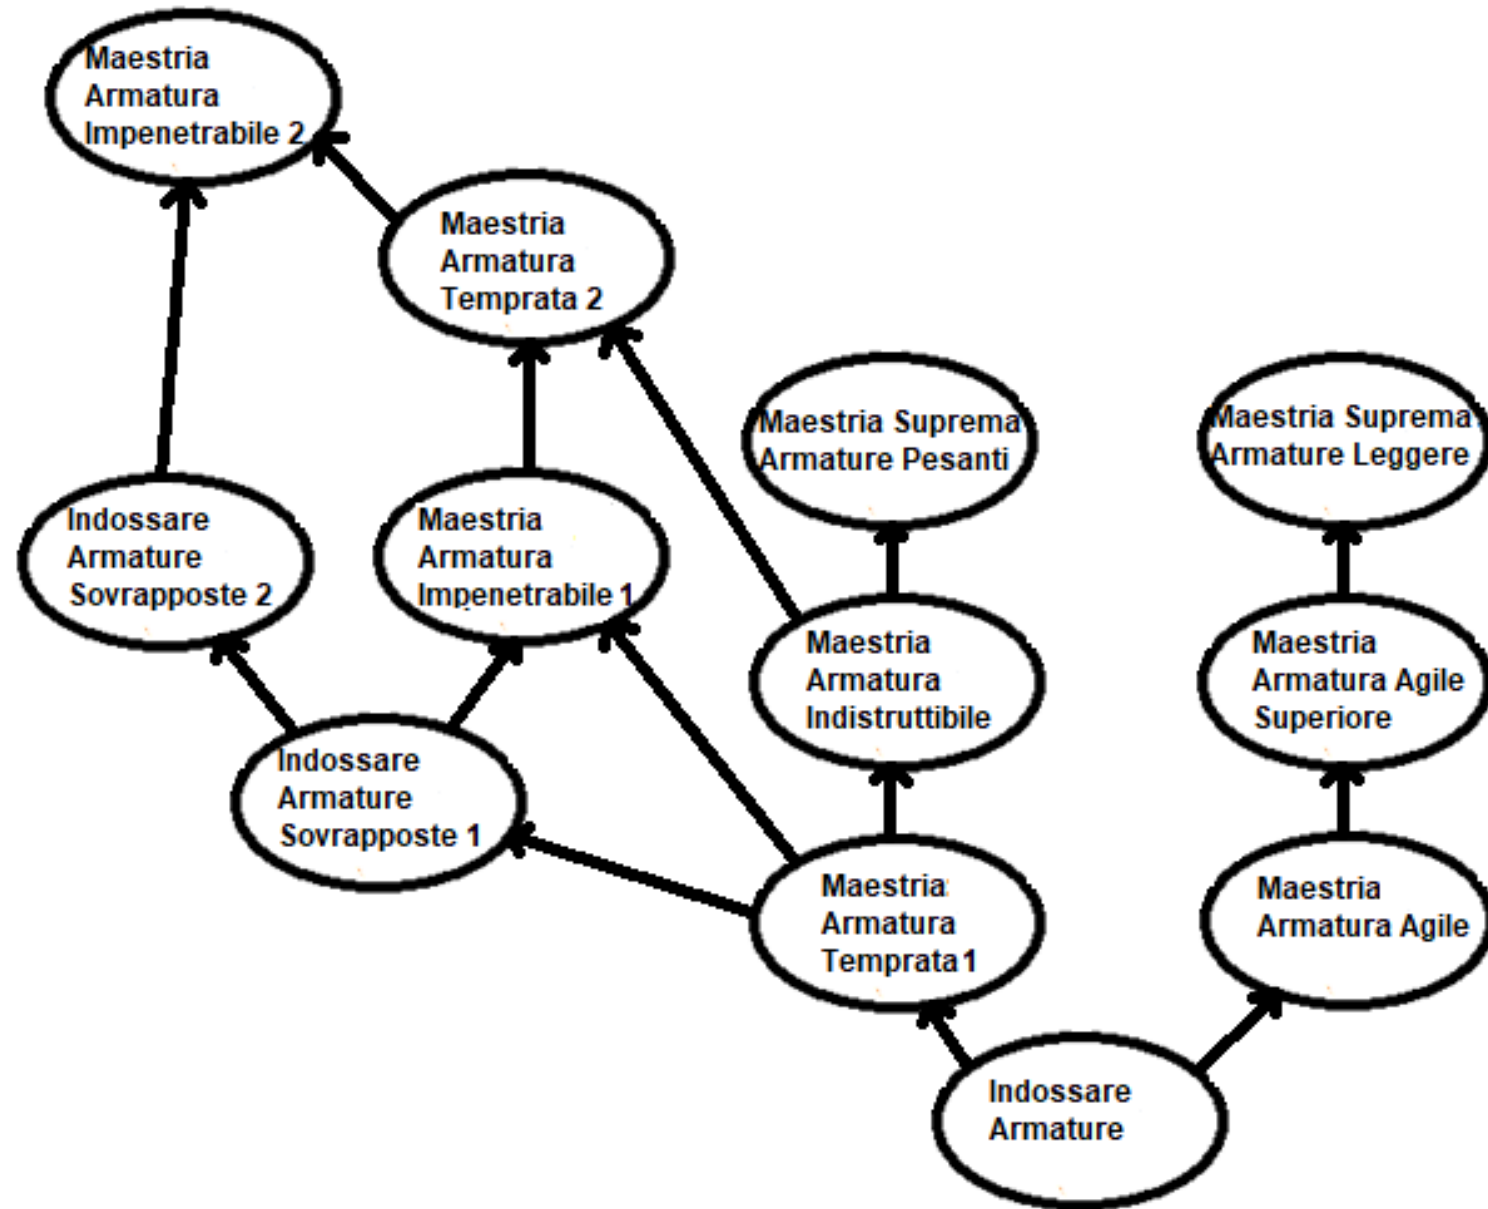 Maestria
Armatura
Impenetrabile 2
Maestria
Armatura
Temprata 2
Maestria Suprema
Armature Pesanti
Maestria Suprema
Armature Leggere
Indossare
Armature
Sovrapposte 2
Maestria
Armatura
Impenetrabile 1
Maestria
Armatura
Indistruttibile
Maestria
Armatura Agile
Superiore
Indossare
Armature
Sovrapposte 1
Maestria
Armatura
Temprata 1
Maestria
Armatura Agile
Indossare
Armature